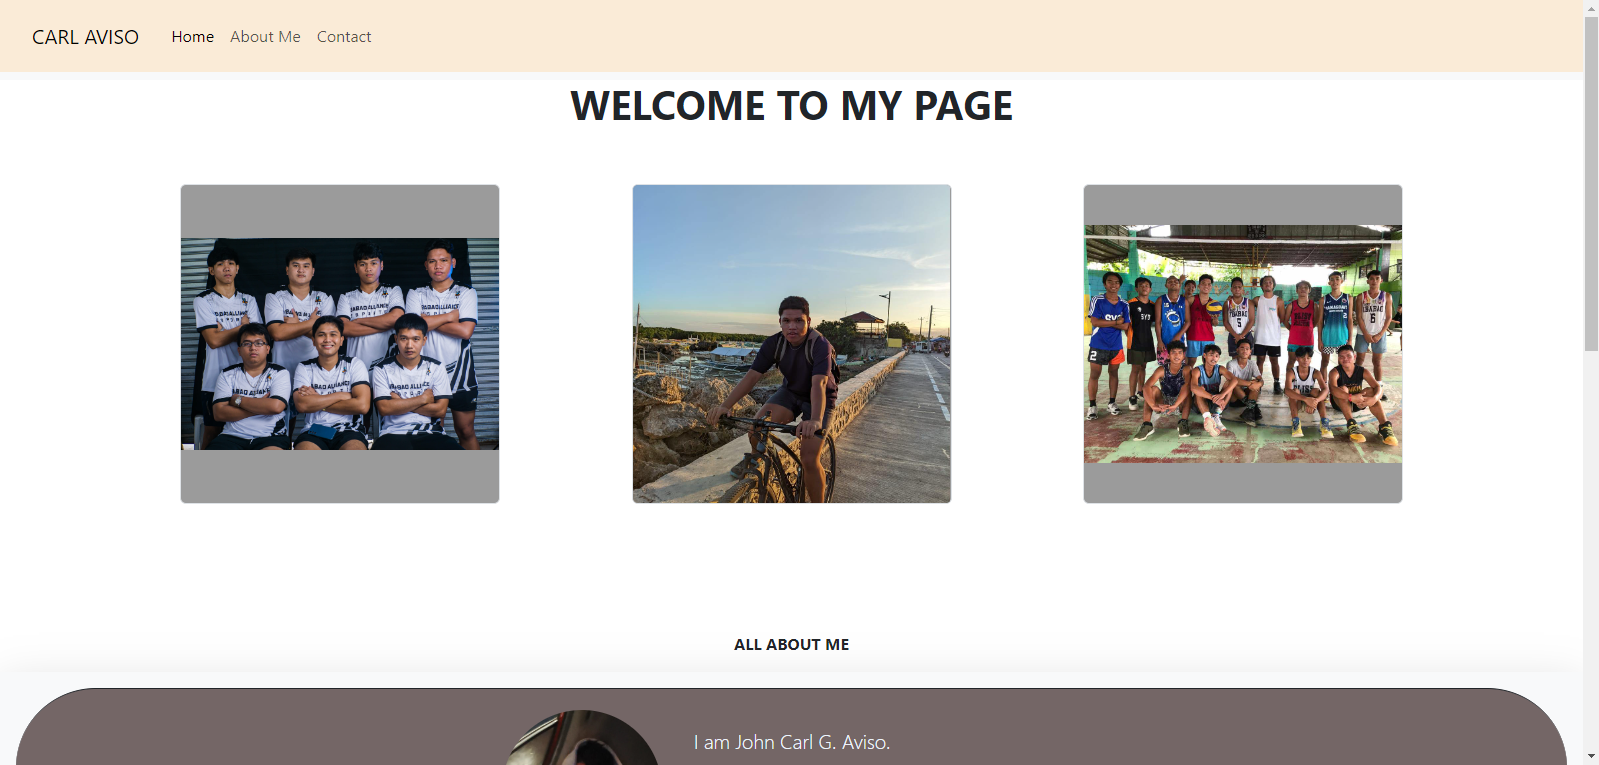 CARL AVISO
Home
About Me
Contact
WELCOME TO MY PAGE
ALL ABOUT ME
I am John Carl G. Aviso.